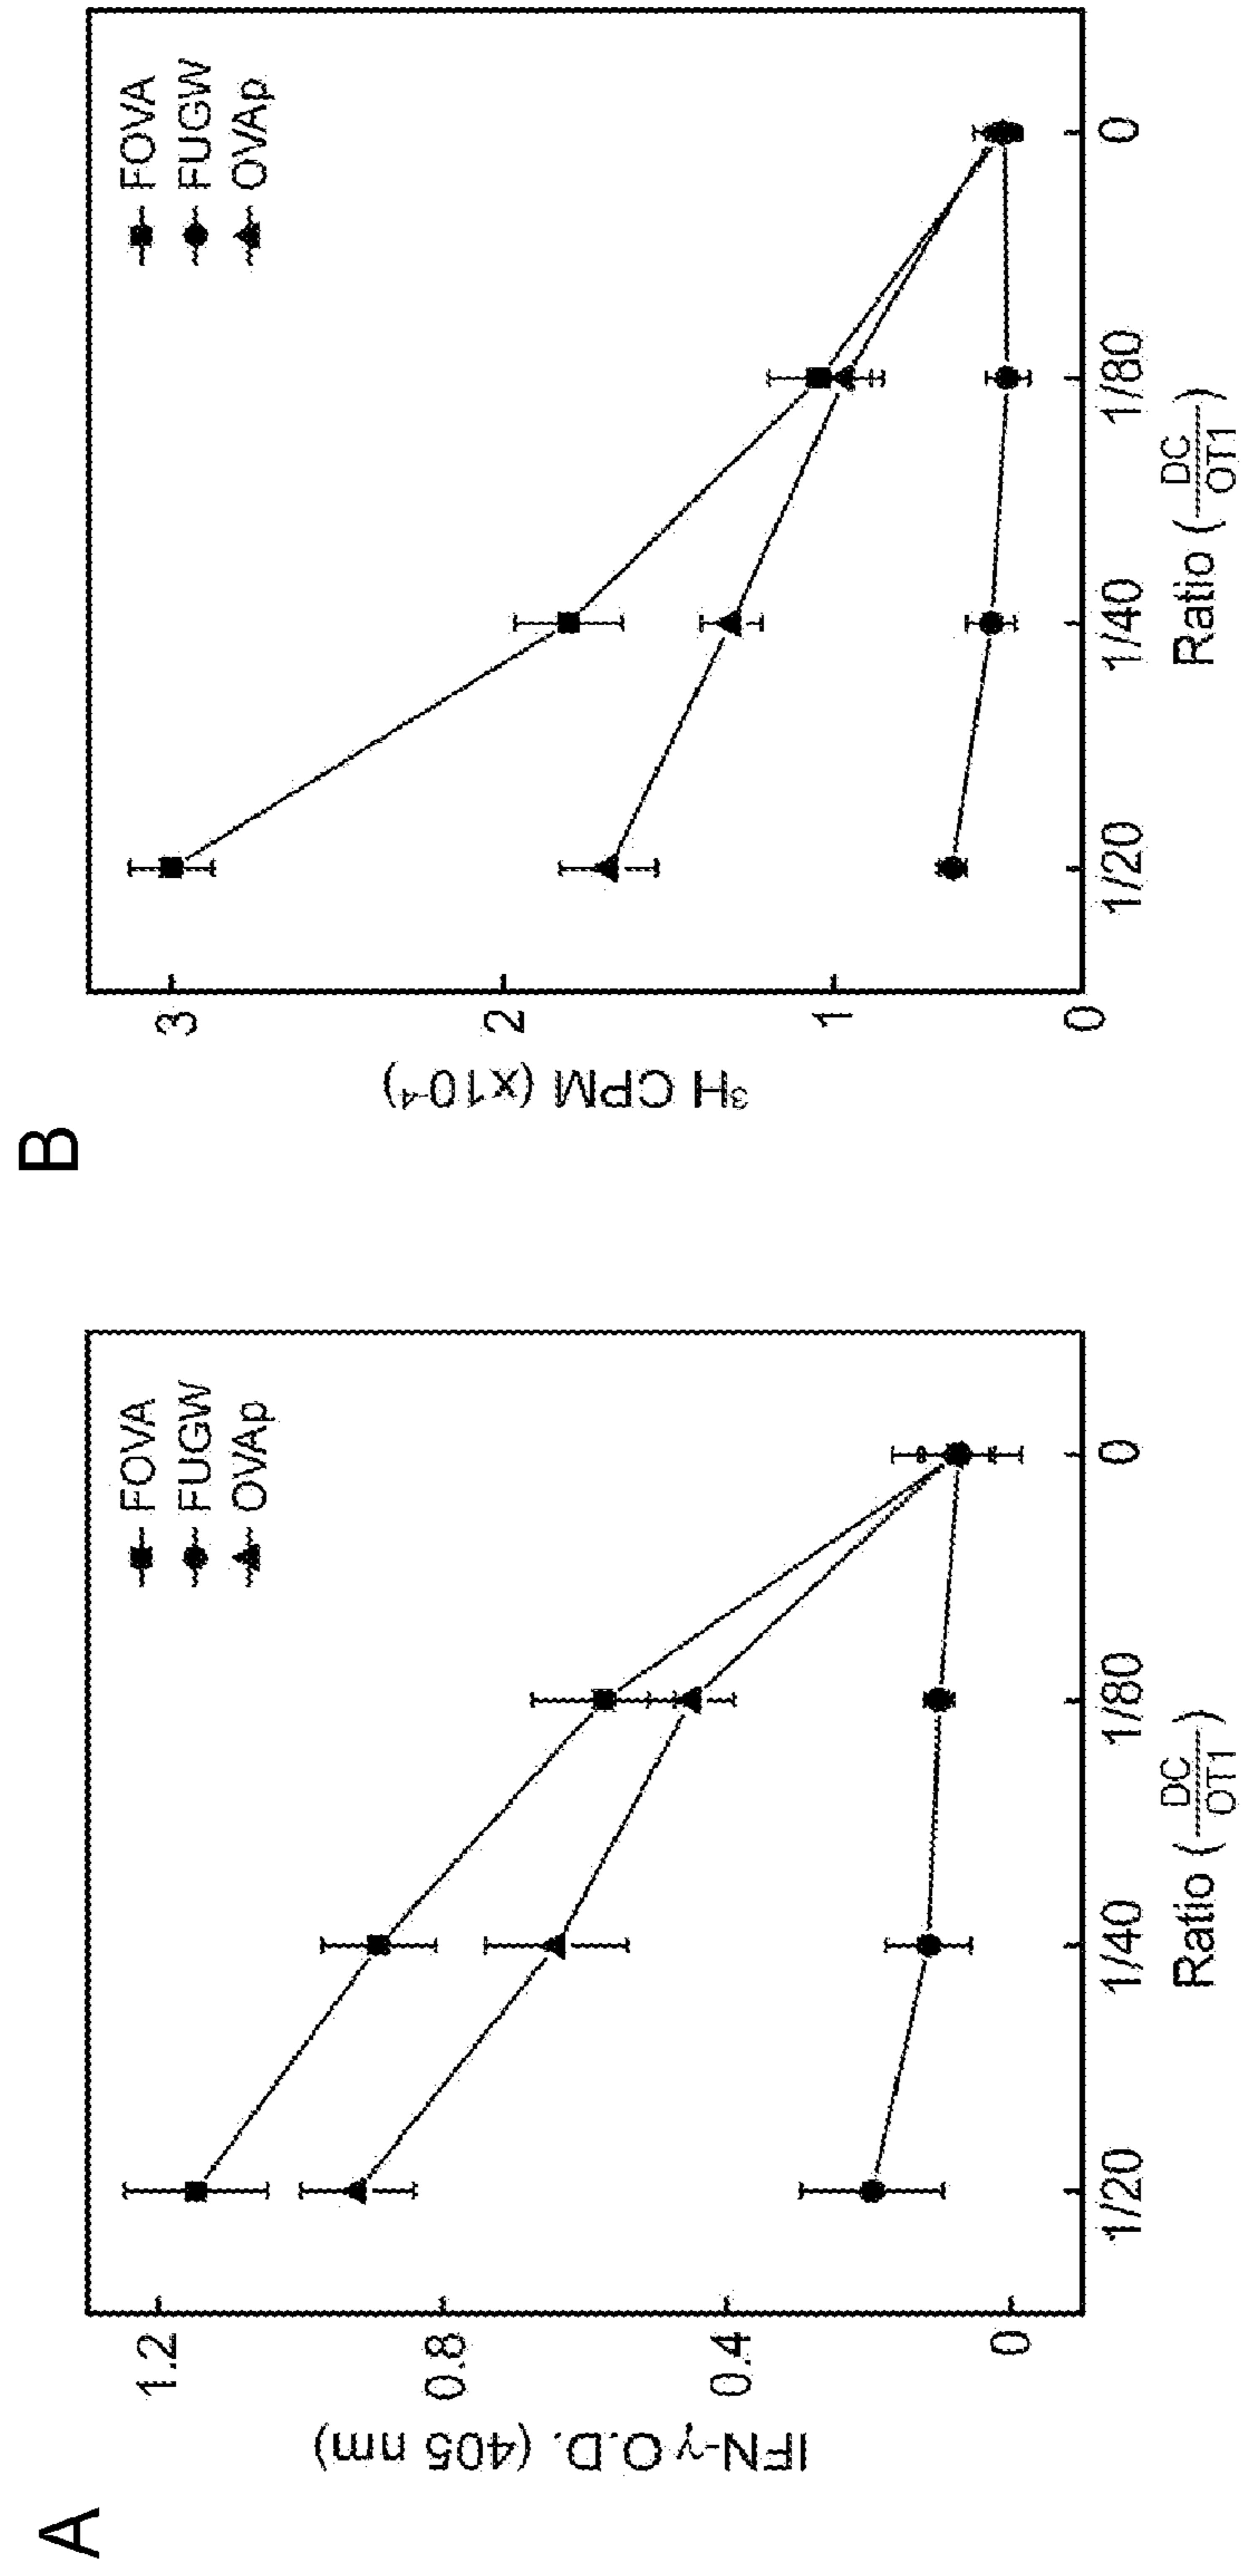 A
IFN-γ O.D. (405 nm)
1.2
0.8
0.4
0
FOVA
FUGW
OVAp
1/20
1/40
1/80
0
Ratio (DC/OT1)
B
³H CPM (x10⁻⁴)
3
2
1
0
FOVA
FUGW
OVAp
1/20
1/40
1/80
0
Ratio (DC/OT1)